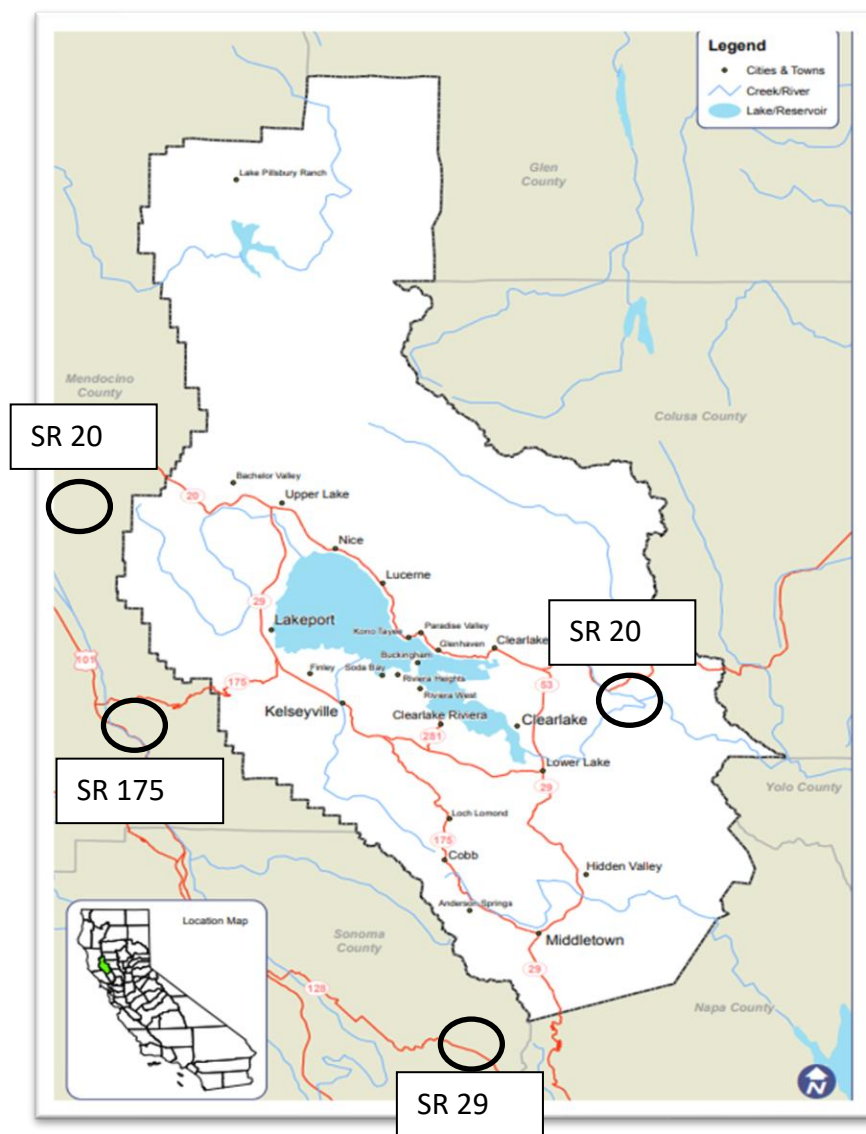 Legend
Cities & Towns
Creek/River
Lake/Reservoir
Lake Pillsbury Ranch
Glen
County
Mendocino
County
Colusa County
SR 20
Bachelor Valley
20
Upper Lake
Nice
Lucerne
29
Lakeport
Kono Tayee
Paradise Valley
Glenhaven
Clearlake
SR 20
Buckingham
101
175
Finley
Soda Bay
Riviera Heights
Riviera West
53
Kelseyville
Clearlake Riviera
281
Clearlake
SR 175
Lower Lake
29
Yolo County
Loch Lomond
175
Cobb
Hidden Valley
Anderson Springs
Location Map
Sonoma
County
Middletown
29
128
Napa County
N
SR 29